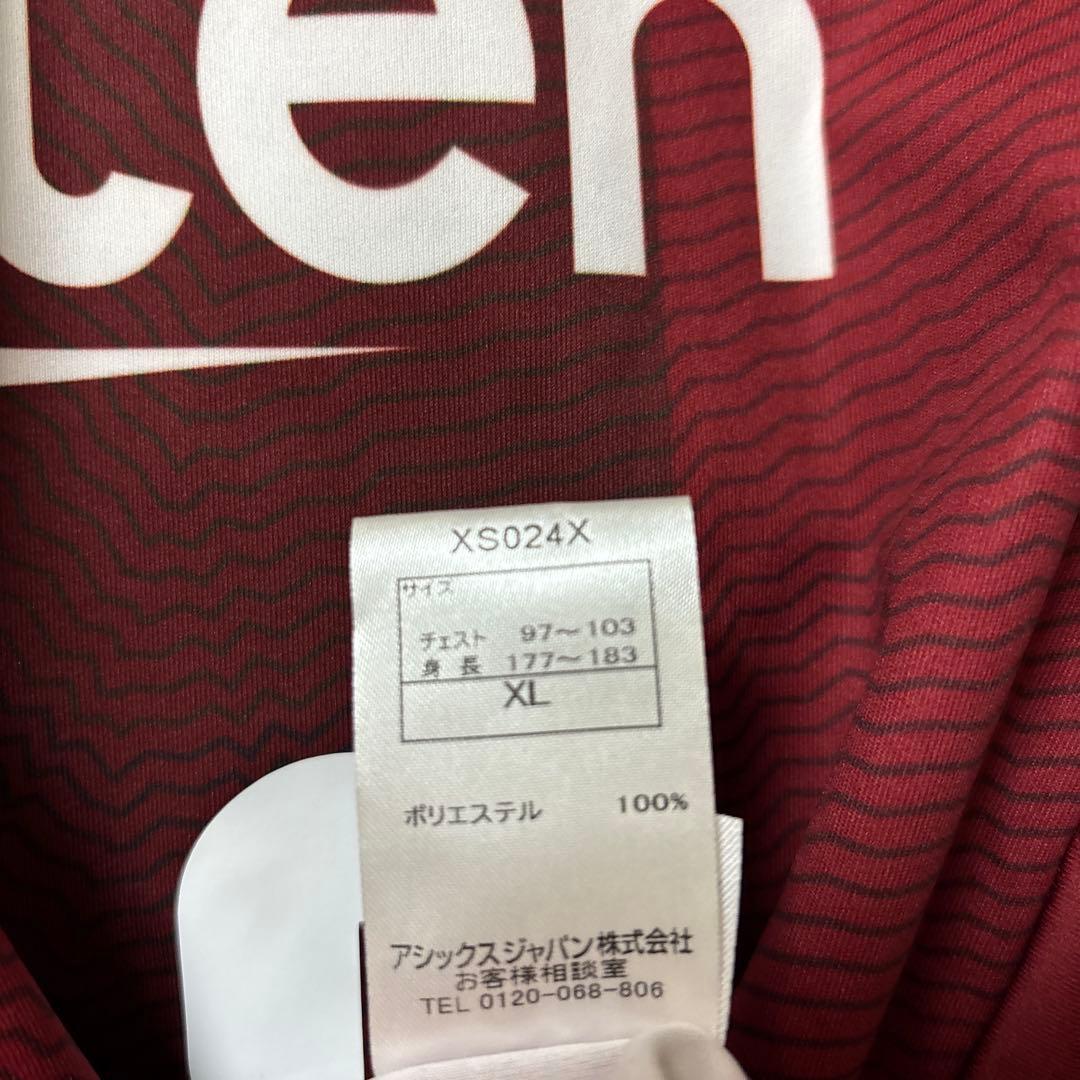 ten
XS024X
サイズ
チェスト 97～103
身 長 177～183
XL
ポリエステル 100%
アシックスジャパン株式会社
お客様相談室
TEL 0120-068-806